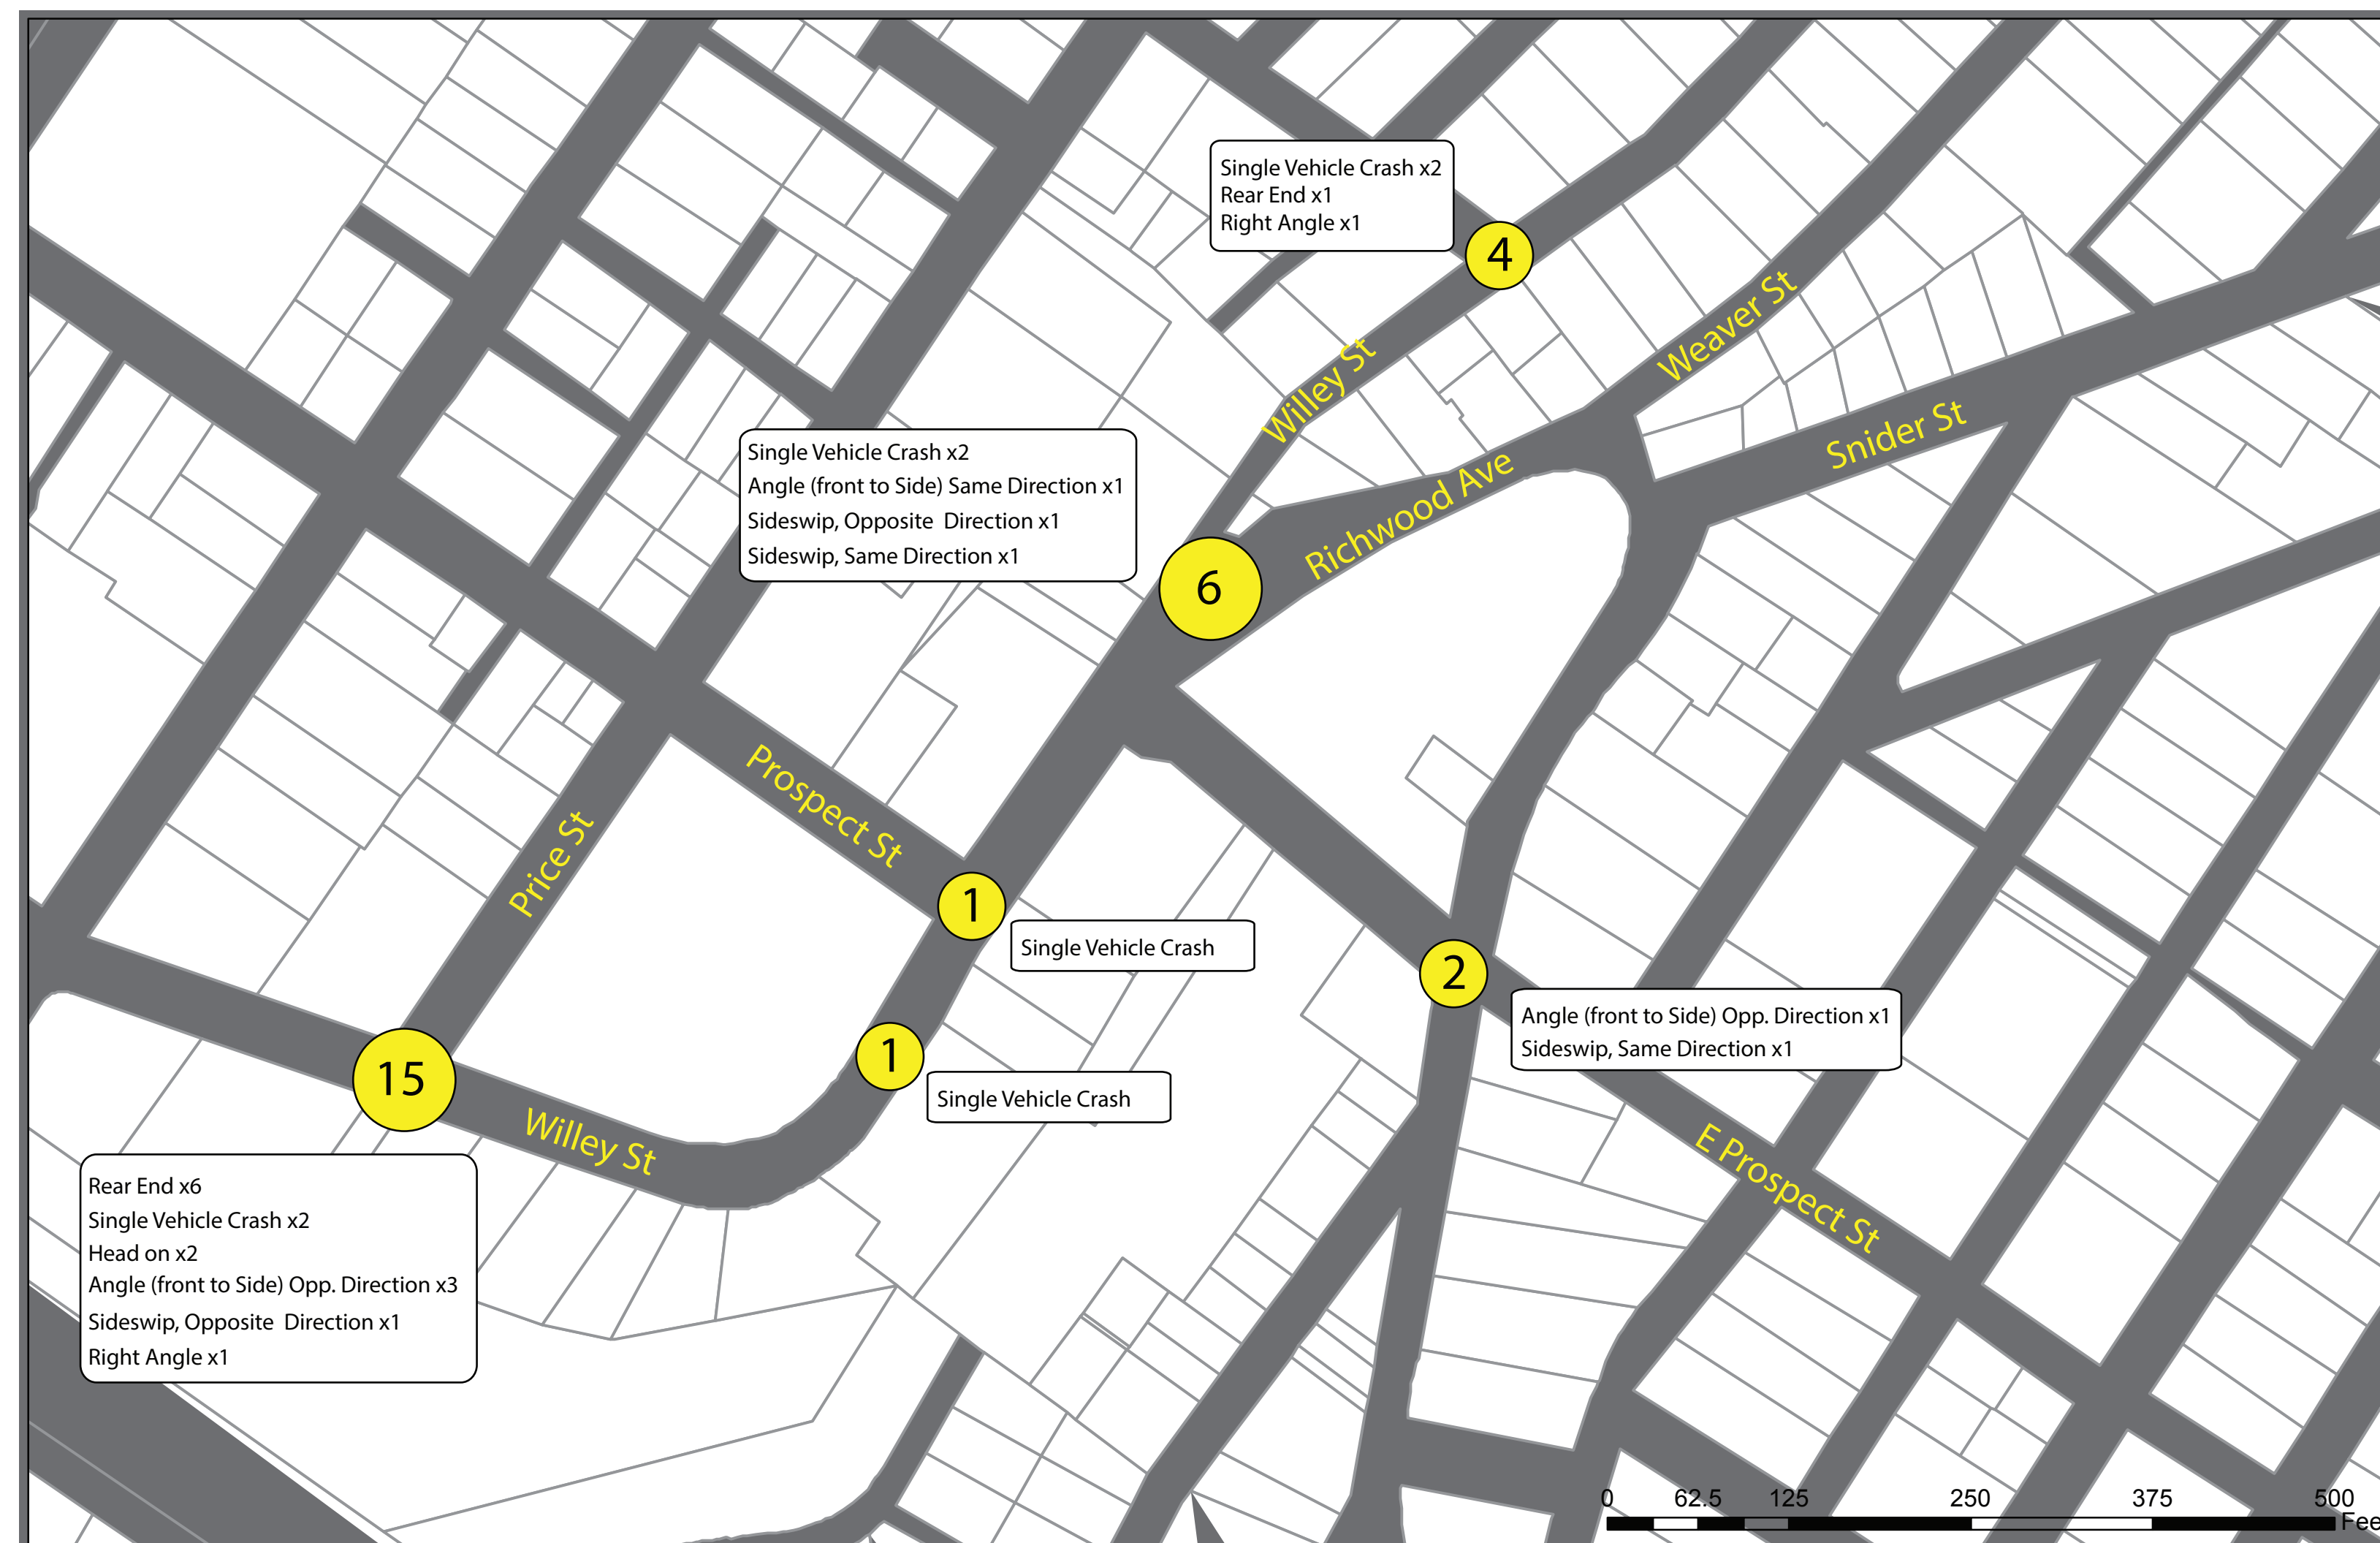 Single Vehicle Crash x2
Rear End x1
Right Angle x1
4
Weaver St
Willey St
Snider St
Single Vehicle Crash x2
Angle (front to Side) Same Direction x1
Sideswip, Opposite  Direction x1
Sideswip, Same Direction x1
Richwood Ave
6
Prospect St
Price St
1
Single Vehicle Crash
2
Angle (front to Side) Opp. Direction x1
Sideswip, Same Direction x1
1
Single Vehicle Crash
15
Willey St
E Prospect St
Rear End x6
Single Vehicle Crash x2
Head on x2
Angle (front to Side) Opp. Direction x3
Sideswip, Opposite  Direction x1
Right Angle x1
0 62.5 125 250 375 500
Fee